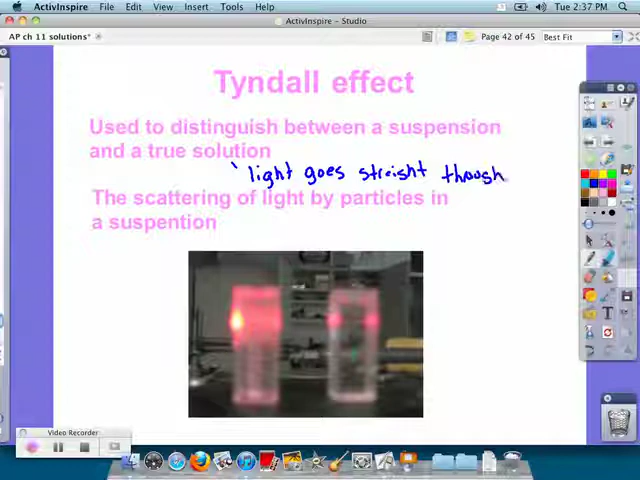 ActivInspire File Edit View Insert Tools Help Tue 2:37 PM
ActivInspire - Studio
AP ch 11 solutions* Page 42 of 45 Best Fit
Tyndall effect
Used to distinguish between a suspension
and a true solution
light goes streisht though
The scattering of light by particles in
a suspention
Video Recorder